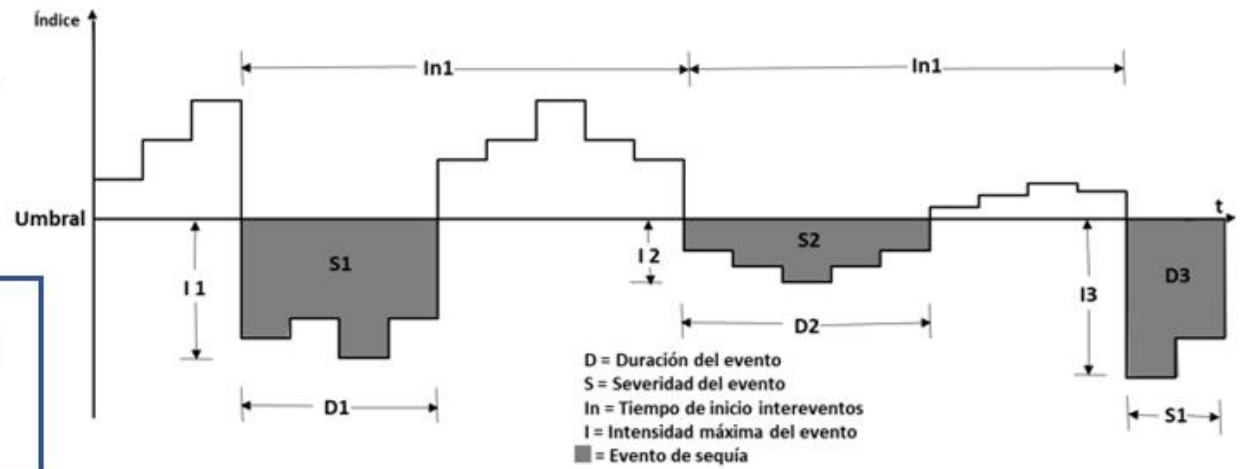 Índice
In1
In1
Umbral
t
S1
I 1
I 2
S2
I3
D3
D1
D2
S1
D = Duración del evento
S = Severidad del evento
In = Tiempo de inicio intereventos
I = Intensidad máxima del evento
= Evento de sequía